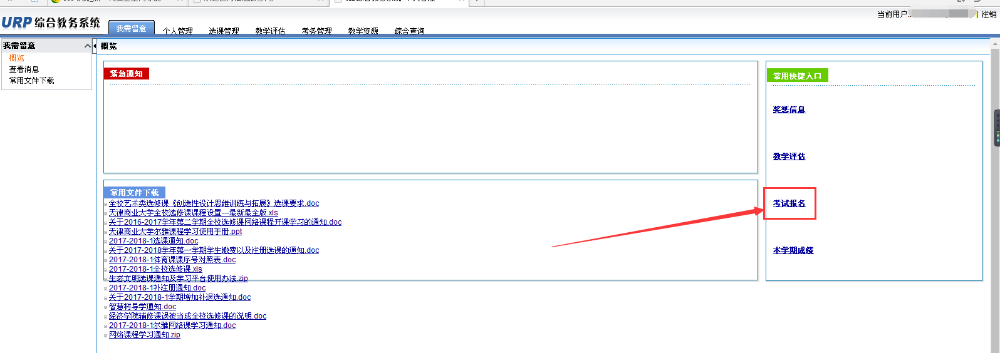 当前用户:
注销
URP 综合教务系统
我需留意 个人管理 选课管理 教学评估 考务管理 教学资源 综合查询
我需留意
概览
查看消息
常用文件下载
概览
紧急通知
常用文件下载
全校艺术类选修课《创造性设计思维训练与拓展》选课要求.doc
天津商业大学全校选修课课程设置---最新最全版.xls
关于2016-2017学年第二学期全校选修课网络课程开课学习的通知.doc
天津商业大学尔雅课程学习使用手册.ppt
2017-2018-1选课通知.doc
关于2017-2018学年第一学期学生缴费以及注册选课的通知.doc
2017-2018-1体育课课序号对照表.doc
2017-2018-1全校选修课.xls
生态文明选课通知及学习平台使用办法.zip
2017-2018-1补注册通知.doc
关于2017-2018-1学期增加补退选通知.doc
智慧树导学通知.doc
经济学院辅修课误被当成全校选修课的说明.doc
2017-2018-1尔雅网络课学习通知.doc
网络课程学习通知.zip
常用快捷入口
奖惩信息
教学评估
考试报名
本学期成绩